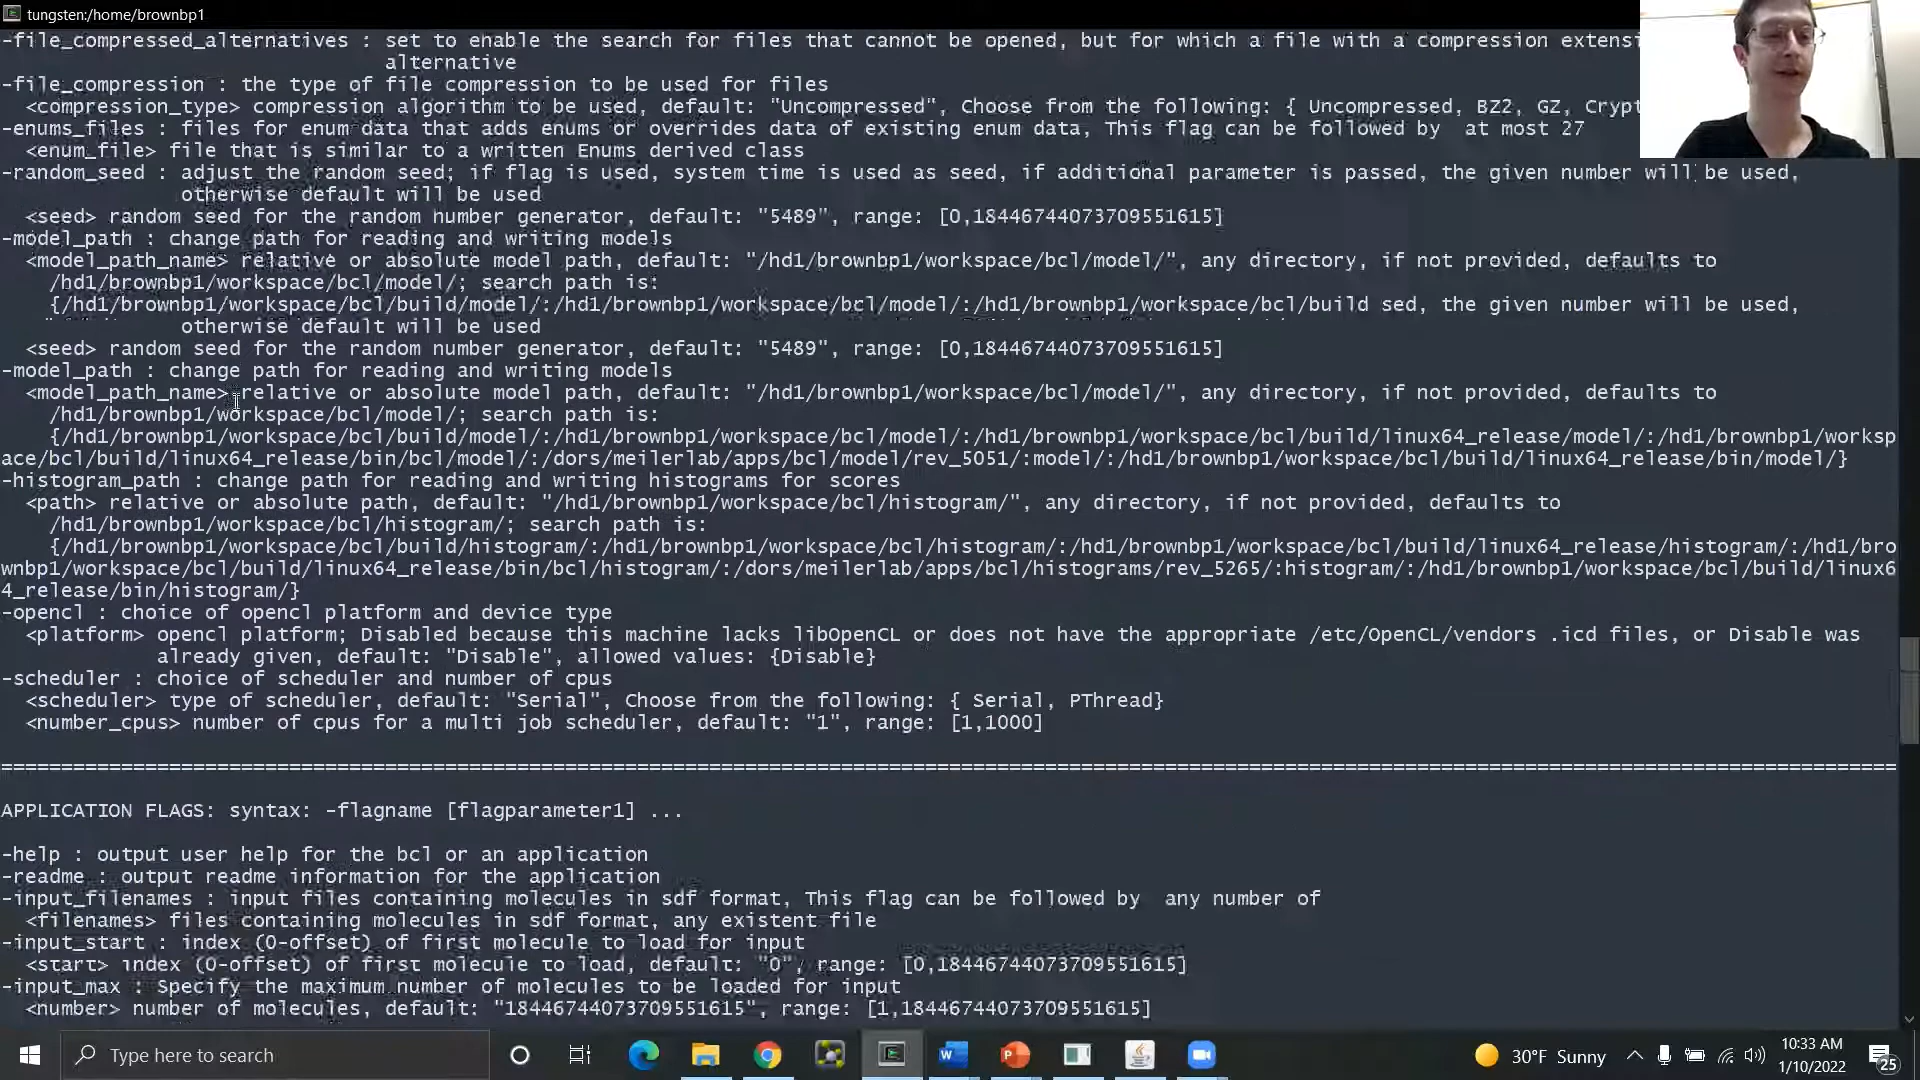 tungsten:/home/brownbp1
-file_compressed_alternatives : set to enable the search for files that cannot be opened, but for which a file with a compression extensi
alternative
-file_compression : the type of file compression to be used for files
<compression_type> compression algorithm to be used, default: "Uncompressed", Choose from the following: { Uncompressed, BZ2, GZ, Crypt
-enums_files : files for enum data that adds enums or overrides data of existing enum data, This flag can be followed by  at most 27
<enum_file> file that is similar to a written Enums derived class
-random_seed : adjust the random seed; if flag is used, system time is used as seed, if additional parameter is passed, the given number will be used,
otherwise default will be used
<seed> random seed for the random number generator, default: "5489", range: [0,18446744073709551615]
-model_path : change path for reading and writing models
<model_path_name> relative or absolute model path, default: "/hd1/brownbp1/workspace/bcl/model/", any directory, if not provided, defaults to
/hd1/brownbp1/workspace/bcl/model/; search path is:
{/hd1/brownbp1/workspace/bcl/build/model/:/hd1/brownbp1/workspace/bcl/model/:/hd1/brownbp1/workspace/bcl/build sed, the given number will be used,
otherwise default will be used
<seed> random seed for the random number generator, default: "5489", range: [0,18446744073709551615]
-model_path : change path for reading and writing models
<model_path_name> relative or absolute model path, default: "/hd1/brownbp1/workspace/bcl/model/", any directory, if not provided, defaults to
/hd1/brownbp1/workspace/bcl/model/; search path is:
{/hd1/brownbp1/workspace/bcl/build/model/:/hd1/brownbp1/workspace/bcl/model/:/hd1/brownbp1/workspace/bcl/build/linux64_release/model/:/hd1/brownbp1/worksp
ace/bcl/build/linux64_release/bin/bcl/model/:/dors/meilerlab/apps/bcl/model/rev_5051/:model/:/hd1/brownbp1/workspace/bcl/build/linux64_release/bin/model/}
-histogram_path : change path for reading and writing histograms for scores
<path> relative or absolute path, default: "/hd1/brownbp1/workspace/bcl/histogram/", any directory, if not provided, defaults to
/hd1/brownbp1/workspace/bcl/histogram/; search path is:
{/hd1/brownbp1/workspace/bcl/build/histogram/:/hd1/brownbp1/workspace/bcl/histogram/:/hd1/brownbp1/workspace/bcl/build/linux64_release/histogram/:/hd1/bro
wnbp1/workspace/bcl/build/linux64_release/bin/bcl/histogram/:/dors/meilerlab/apps/bcl/histograms/rev_5265/:histogram/:/hd1/brownbp1/workspace/bcl/build/linux6
4_release/bin/histogram/}
-opencl : choice of opencl platform and device type
<platform> opencl platform; Disabled because this machine lacks libOpenCL or does not have the appropriate /etc/OpenCL/vendors .icd files, or Disable was
already given, default: "Disable", allowed values: {Disable}
-scheduler : choice of scheduler and number of cpus
<scheduler> type of scheduler, default: "Serial", Choose from the following: { Serial, PThread}
<number_cpus> number of cpus for a multi job scheduler, default: "1", range: [1,1000]
==============================================================================================================================================================
APPLICATION FLAGS: syntax: -flagname [flagparameter1] ...
-help : output user help for the bcl or an application
-readme : output readme information for the application
-input_filenames : input files containing molecules in sdf format, This flag can be followed by  any number of
<filenames> files containing molecules in sdf format, any existent file
-input_start : index (0-offset) of first molecule to load for input
<start> index (0-offset) of first molecule to load, default: "0", range: [0,18446744073709551615]
-input_max : Specify the maximum number of molecules to be loaded for input
<number> number of molecules, default: "18446744073709551615", range: [1,18446744073709551615]
Type here to search
30°F Sunny
10:33 AM
1/10/2022
25